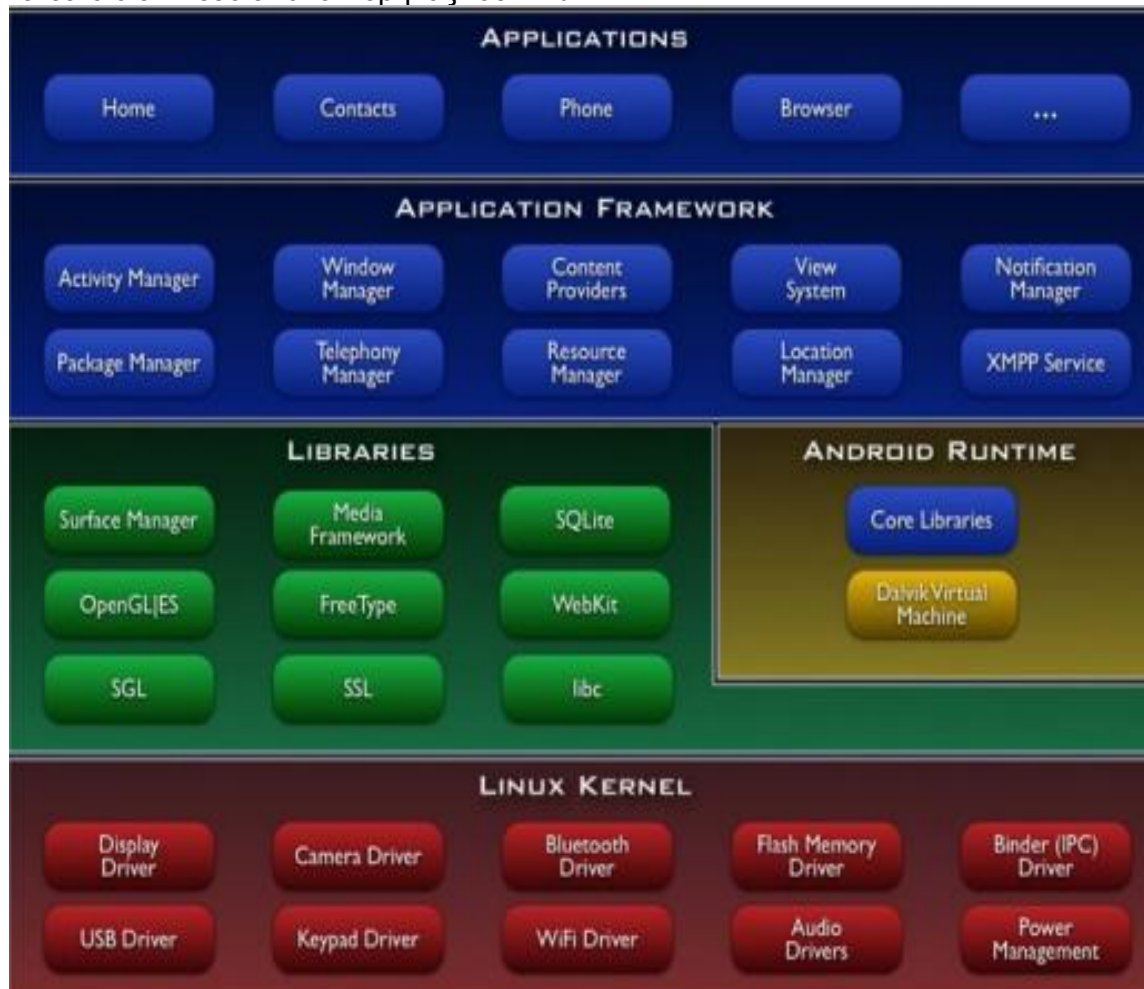 APPLICATIONS
Home
Contacts
Phone
Browser
...
APPLICATION FRAMEWORK
Activity Manager
Window
Manager
Content
Providers
View
System
Notification
Manager
Package Manager
Telephony
Manager
Resource
Manager
Location
Manager
XMPP Service
LIBRARIES
Surface Manager
Media
Framework
SQLite
OpenGL|ES
FreeType
WebKit
SGL
SSL
libc
ANDROID RUNTIME
Core Libraries
Dalvik Virtual
Machine
LINUX KERNEL
Display
Driver
Camera Driver
Bluetooth
Driver
Flash Memory
Driver
Binder (IPC)
Driver
USB Driver
Keypad Driver
WiFi Driver
Audio
Drivers
Power
Management